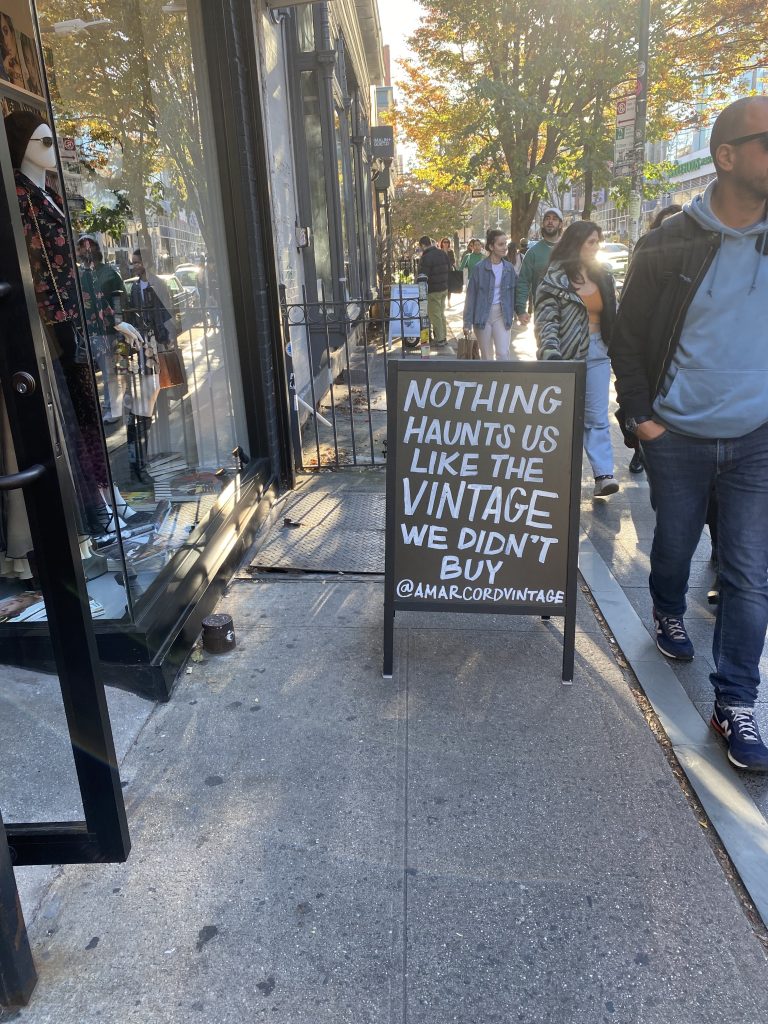 NOTHING
HAUNTS US
LIKE THE
VINTAGE
WE DIDN'T
BUY
@AMARCORDVINTAGE